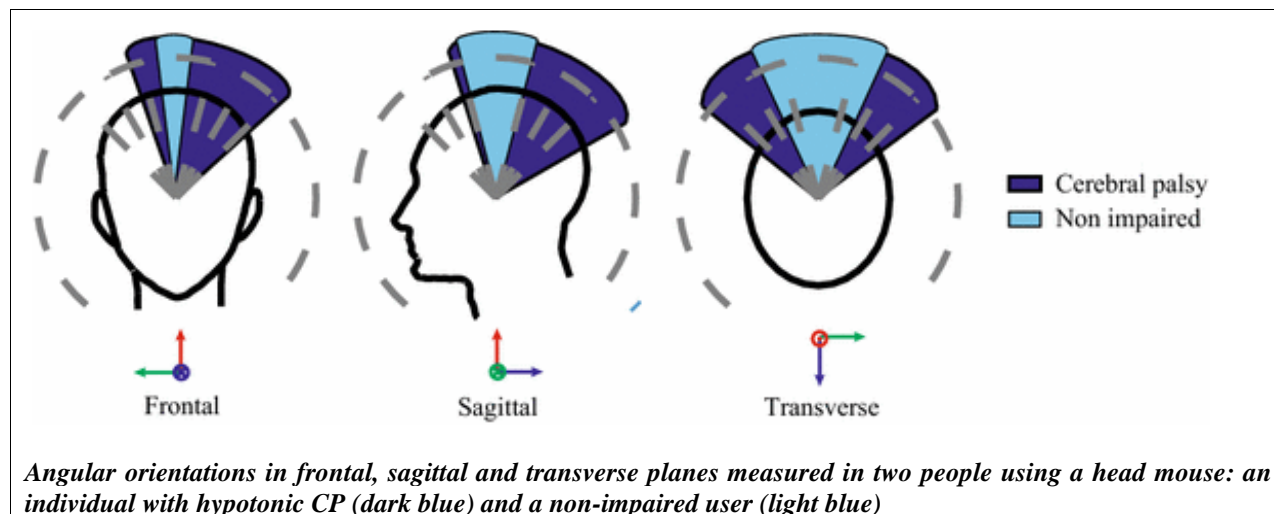 Cerebral palsy
Non impaired
Frontal
Sagittal
Transverse
Angular orientations in frontal, sagittal and transverse planes measured in two people using a head mouse: an
individual with hypotonic CP (dark blue) and a non-impaired user (light blue)